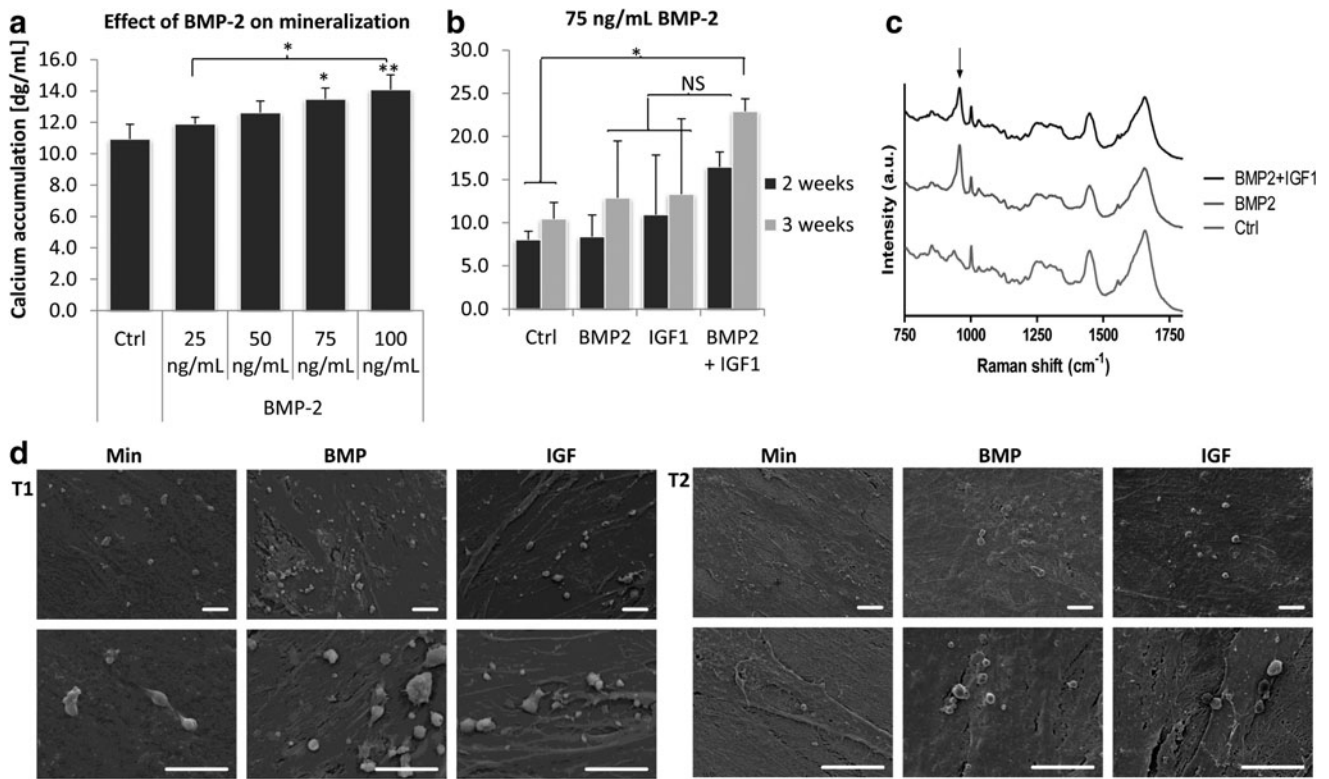 a
Effect of BMP-2 on mineralization
Calcium accumulation [dg/mL]
16.0
14.0
12.0
10.0
8.0
6.0
4.0
2.0
0.0
*
*
**
Ctrl
25 ng/mL
50 ng/mL
75 ng/mL
100 ng/mL
BMP-2
b
75 ng/mL BMP-2
30.0
25.0
20.0
15.0
10.0
5.0
0.0
*
NS
2 weeks
3 weeks
Ctrl
BMP2
IGF1
BMP2 + IGF1
c
Intensity (a.u.)
BMP2+IGF1
BMP2
Ctrl
750
1000
1250
1500
1750
Raman shift (cm-1)
d
Min
BMP
IGF
T1
Min
BMP
IGF
T2